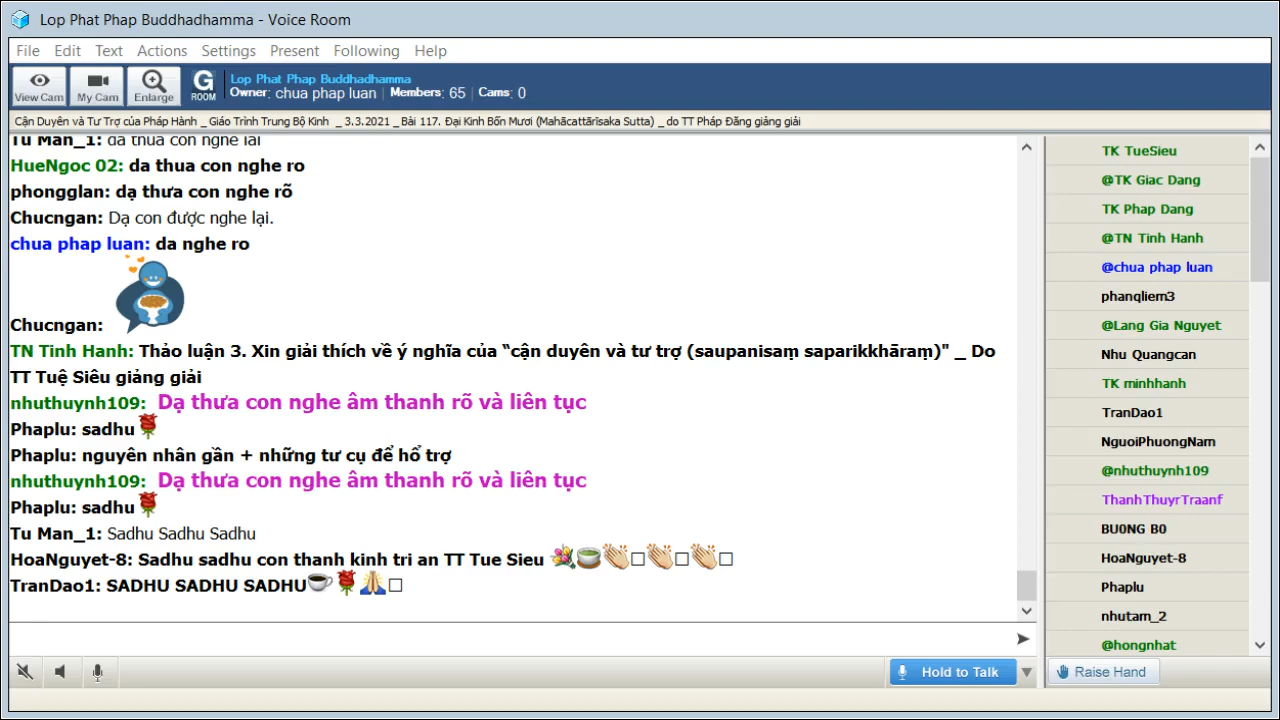 Lop Phat Phap Buddhadhamma - Voice Room
File Edit Text Actions Settings Present Following Help
View Cam My Cam Enlarge G ROOM
Lop Phat Phap Buddhadhamma
Owner: chua phap luan Members: 65 Cams: 0
Cận Duyên và Tư Trợ của Pháp Hành _ Giáo Trình Trung Bộ Kinh _ 3.3.2021 _ Bài 117. Đại Kinh Bốn Mươi (Mahācattārīsaka Sutta) _ do TT Pháp Đăng giảng giải
Tu Man_1: da thua con nghe lai
HueNgoc 02: da thua con nghe ro
phongglan: dạ thưa con nghe rõ
Chucngan: Dạ con được nghe lại.
chua phap luan: da nghe ro
Chucngan:
TN Tinh Hanh: Thảo luận 3. Xin giải thích về ý nghĩa của “cận duyên và tư trợ (saupanisaṃ saparikkhāraṃ)" _ Do
TT Tuệ Siêu giảng giải
nhuthuynh109: Dạ thưa con nghe âm thanh rõ và liên tục
Phaplu: sadhu🌹
Phaplu: nguyên nhân gần + những tư cụ để hổ trợ
nhuthuynh109: Dạ thưa con nghe âm thanh rõ và liên tục
Phaplu: sadhu🌹
Tu Man_1: Sadhu Sadhu Sadhu
HoaNguyet-8: Sadhu sadhu con thanh kinh tri an TT Tue Sieu 💐🍵👏□👏□👏□
TranDao1: SADHU SADHU SADHU☕🌹🙏□
Hold to Talk
TK TueSieu
@TK Giac Dang
TK Phap Dang
@TN Tinh Hanh
@chua phap luan
phanqliem3
@Lang Gia Nguyet
Nhu Quangcan
TK minhhanh
TranDao1
NguoiPhuongNam
@nhuthuynh109
ThanhThuyrTraanf
BU0NG B0
HoaNguyet-8
Phaplu
nhutam_2
@hongnhat
Raise Hand